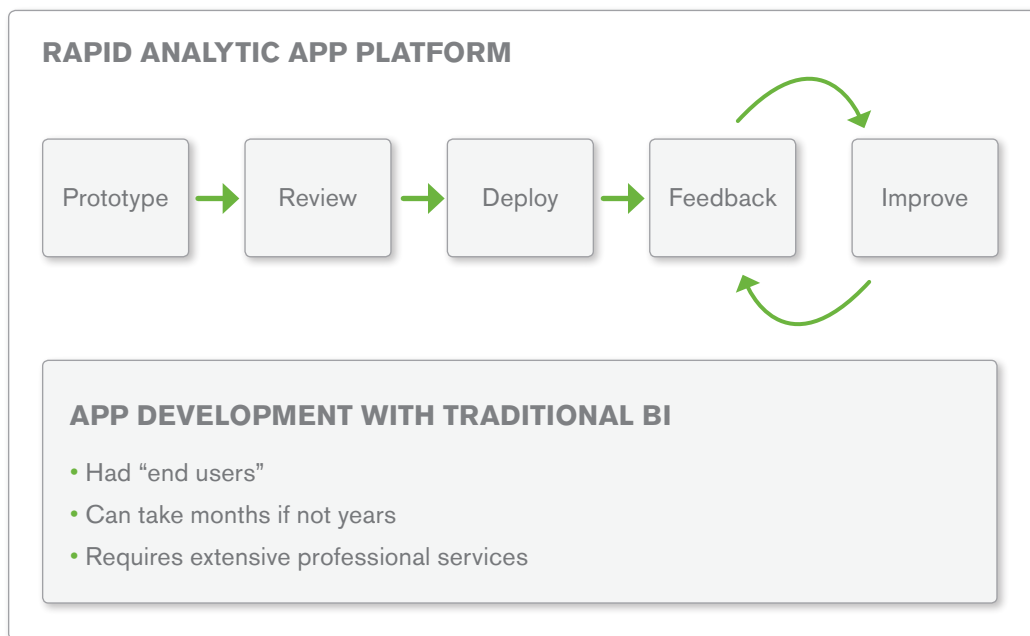 RAPID ANALYTIC APP PLATFORM
Prototype
Review
Deploy
Feedback
Improve
APP DEVELOPMENT WITH TRADITIONAL BI
• Had “end users”
• Can take months if not years
• Requires extensive professional services